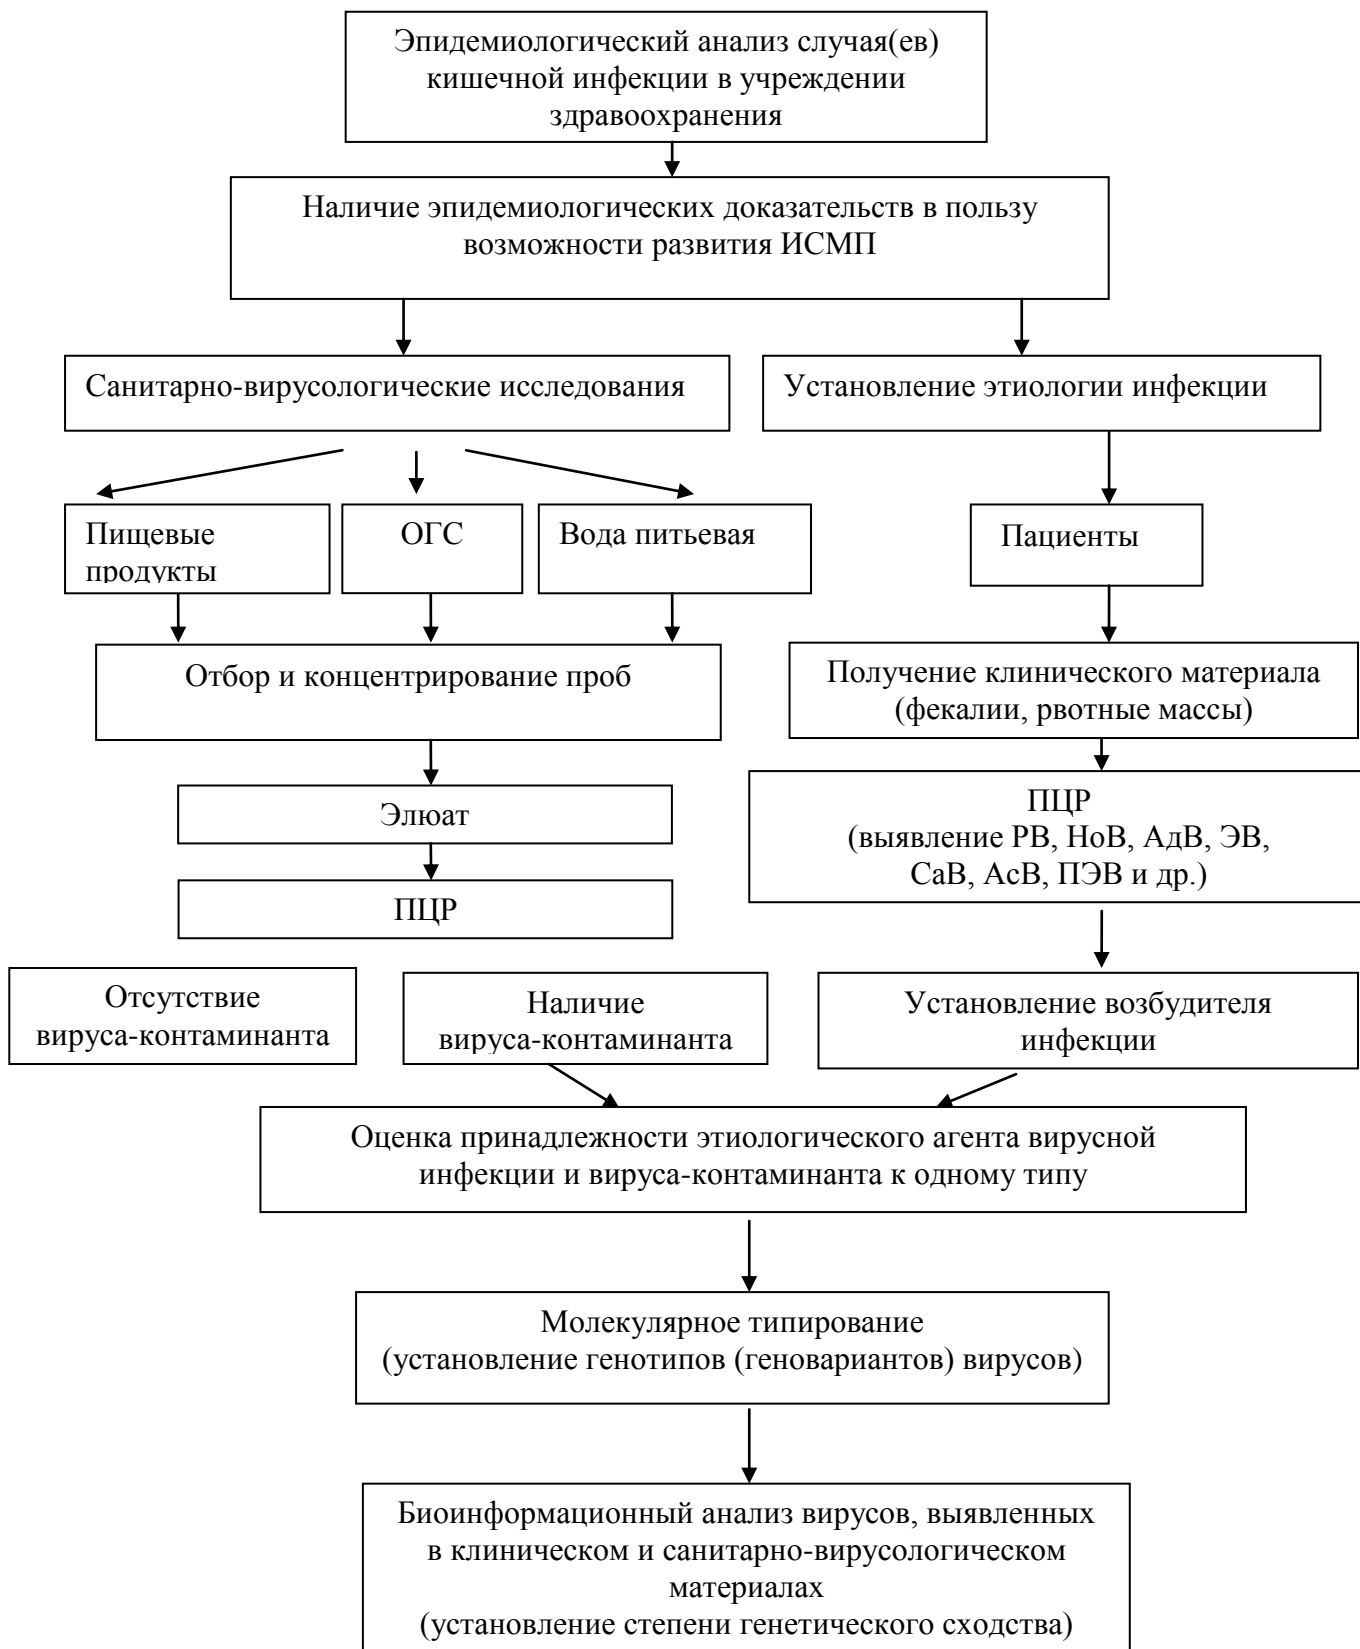 Эпидемиологический анализ случая(ев)
кишечной инфекции в учреждении
здравоохранения
Наличие эпидемиологических доказательств в пользу
возможности развития ИСМП
Санитарно-вирусологические исследования
Установление этиологии инфекции
Пищевые
продукты
ОГС
Вода питьевая
Пациенты
Отбор и концентрирование проб
Получение клинического материала
(фекалии, рвотные массы)
Элюат
ПЦР
ПЦР
(выявление РВ, НоВ, АдВ, ЭВ,
СаВ, АсВ, ПЭВ и др.)
Отсутствие
вируса-контаминанта
Наличие
вируса-контаминанта
Установление возбудителя
инфекции
Оценка принадлежности этиологического агента вирусной
инфекции и вируса-контаминанта к одному типу
Молекулярное типирование
(установление генотипов (геновариантов) вирусов)
Биоинформационный анализ вирусов, выявленных
в клиническом и санитарно-вирусологическом
материалах
(установление степени генетического сходства)